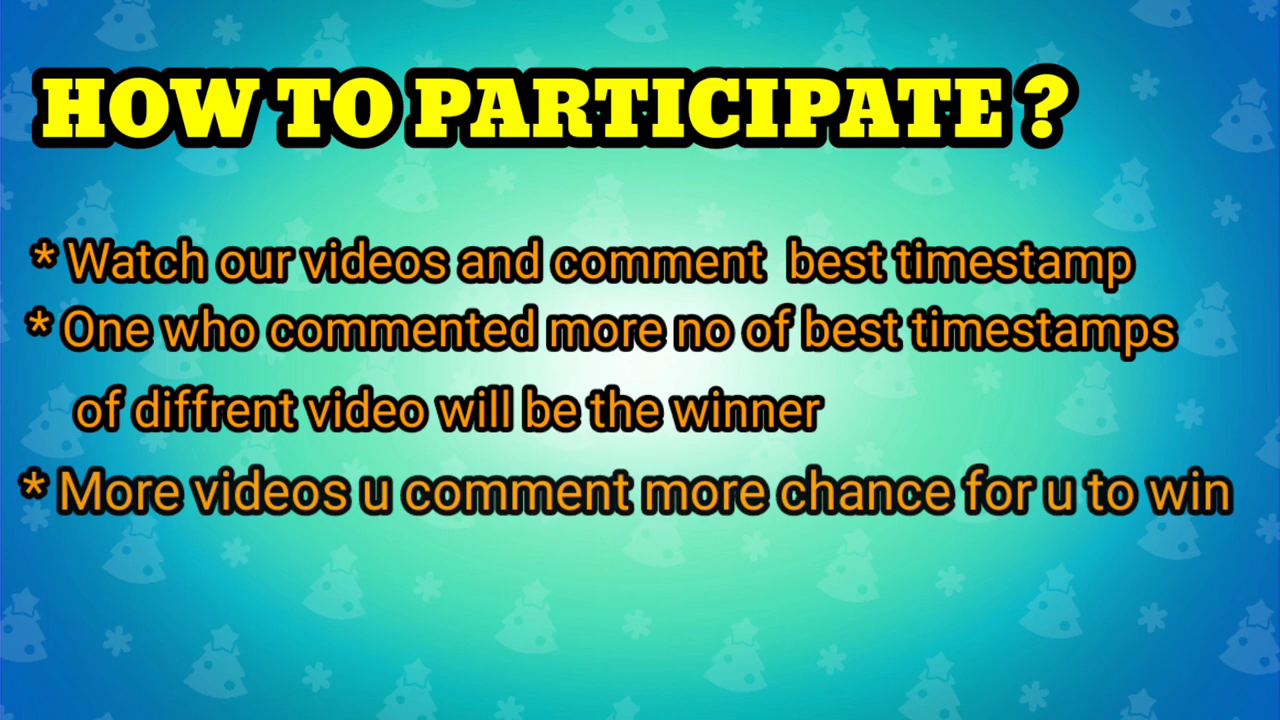 HOW TO PARTICIPATE ?
* Watch our videos and comment best timestamp
* One who commented more no of best timestamps
of diffrent video will be the winner
* More videos u comment more chance for u to win